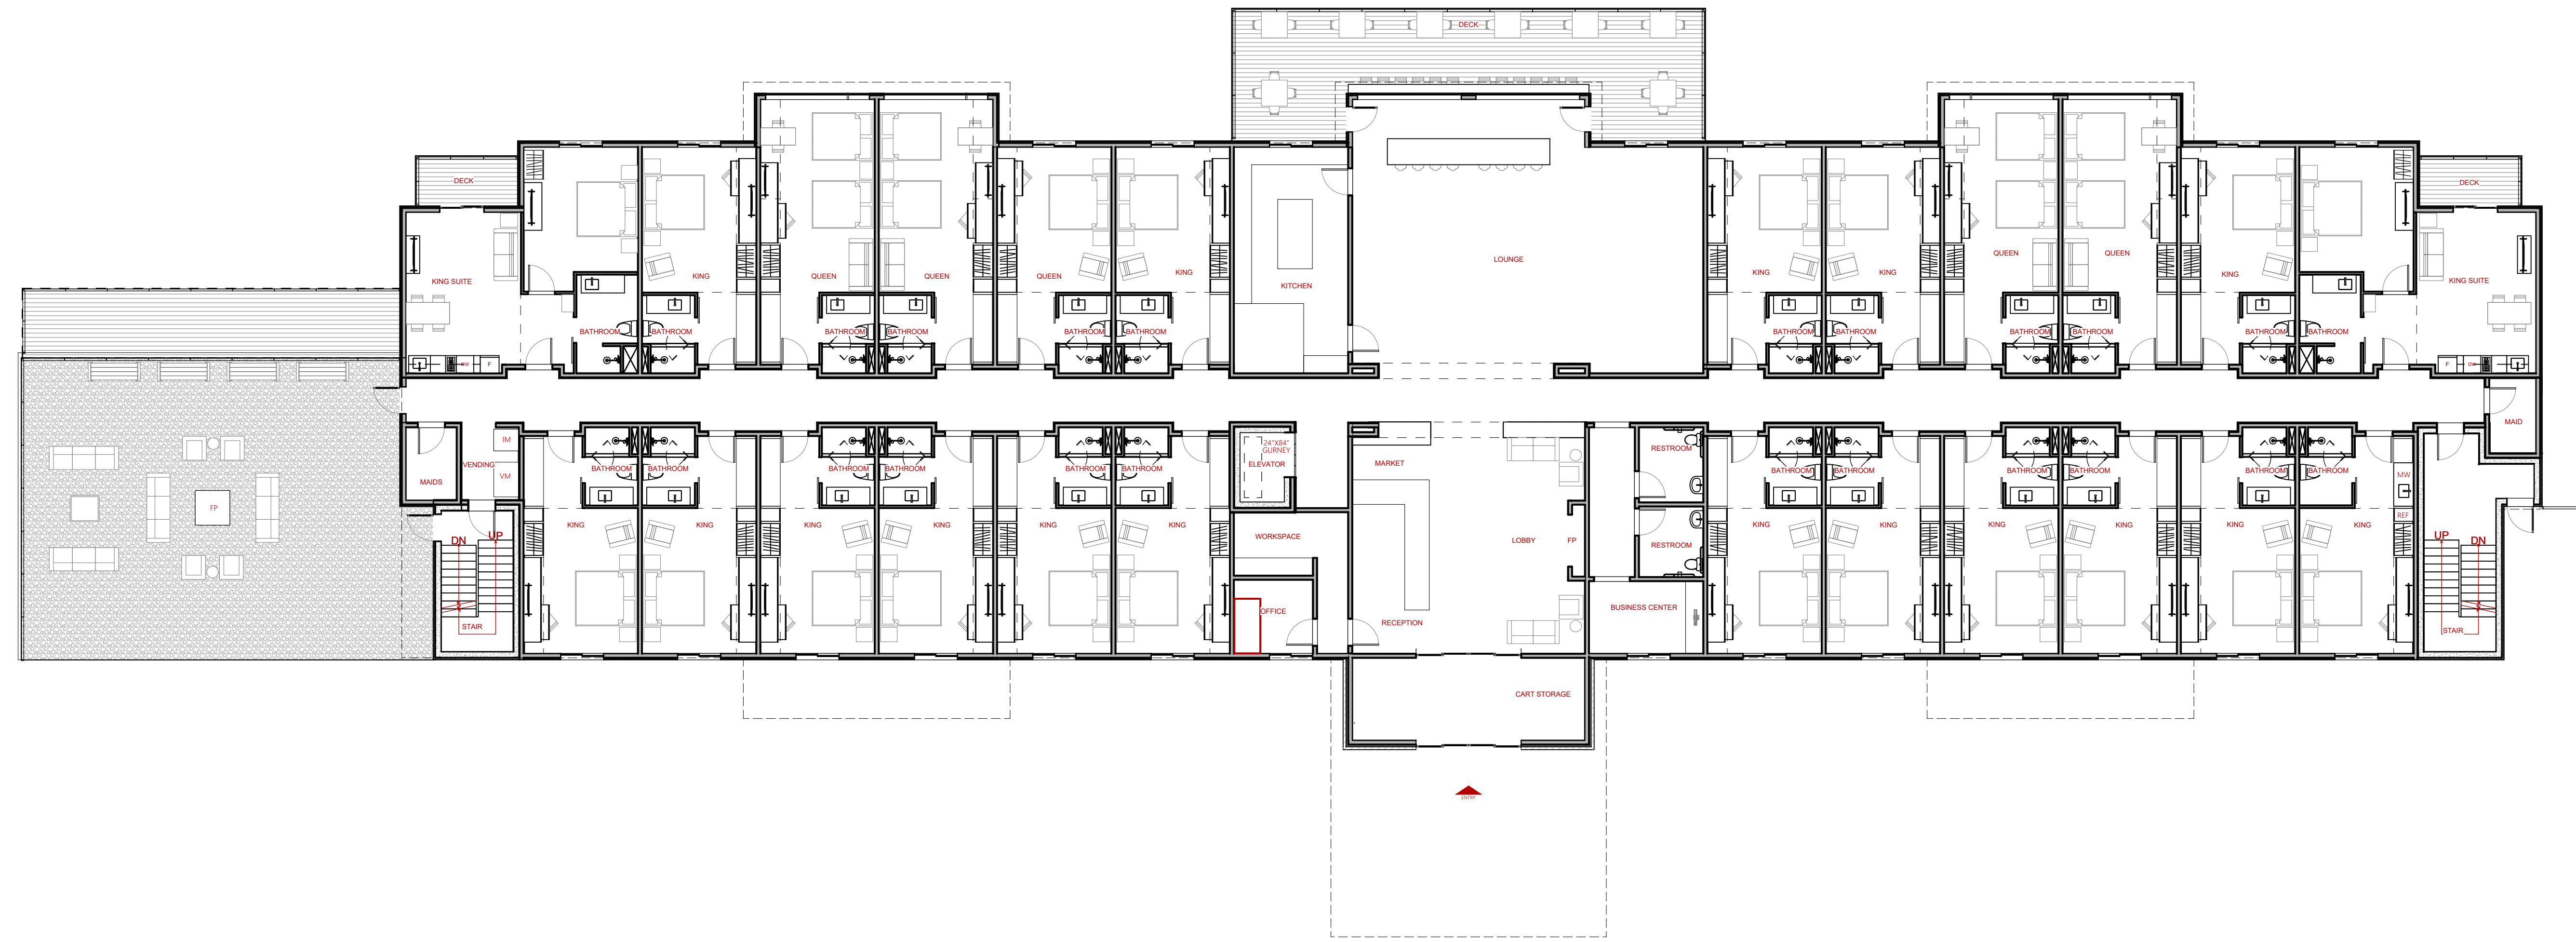 DECK
DECK
DECK
KING SUITE
KING
QUEEN
QUEEN
QUEEN
KING
KITCHEN
LOUNGE
KING
KING
QUEEN
QUEEN
KING
KING SUITE
BATHROOM
BATHROOM
BATHROOM
BATHROOM
BATHROOM
BATHROOM
BATHROOM
BATHROOM
BATHROOM
BATHROOM
BATHROOM
BATHROOM
DW
F
F
DW
MAID
IM
VENDING
VM
MAIDS
BATHROOM
BATHROOM
BATHROOM
BATHROOM
BATHROOM
BATHROOM
24"X84"
GURNEY
ELEVATOR
MARKET
RESTROOM
BATHROOM
BATHROOM
BATHROOM
BATHROOM
BATHROOM
BATHROOM
MW
REF
FP
KING
KING
KING
KING
KING
KING
WORKSPACE
LOBBY
FP
RESTROOM
KING
KING
KING
KING
KING
KING
DN
UP
UP
DN
STAIR
OFFICE
RECEPTION
BUSINESS CENTER
STAIR
CART STORAGE
ENTRY